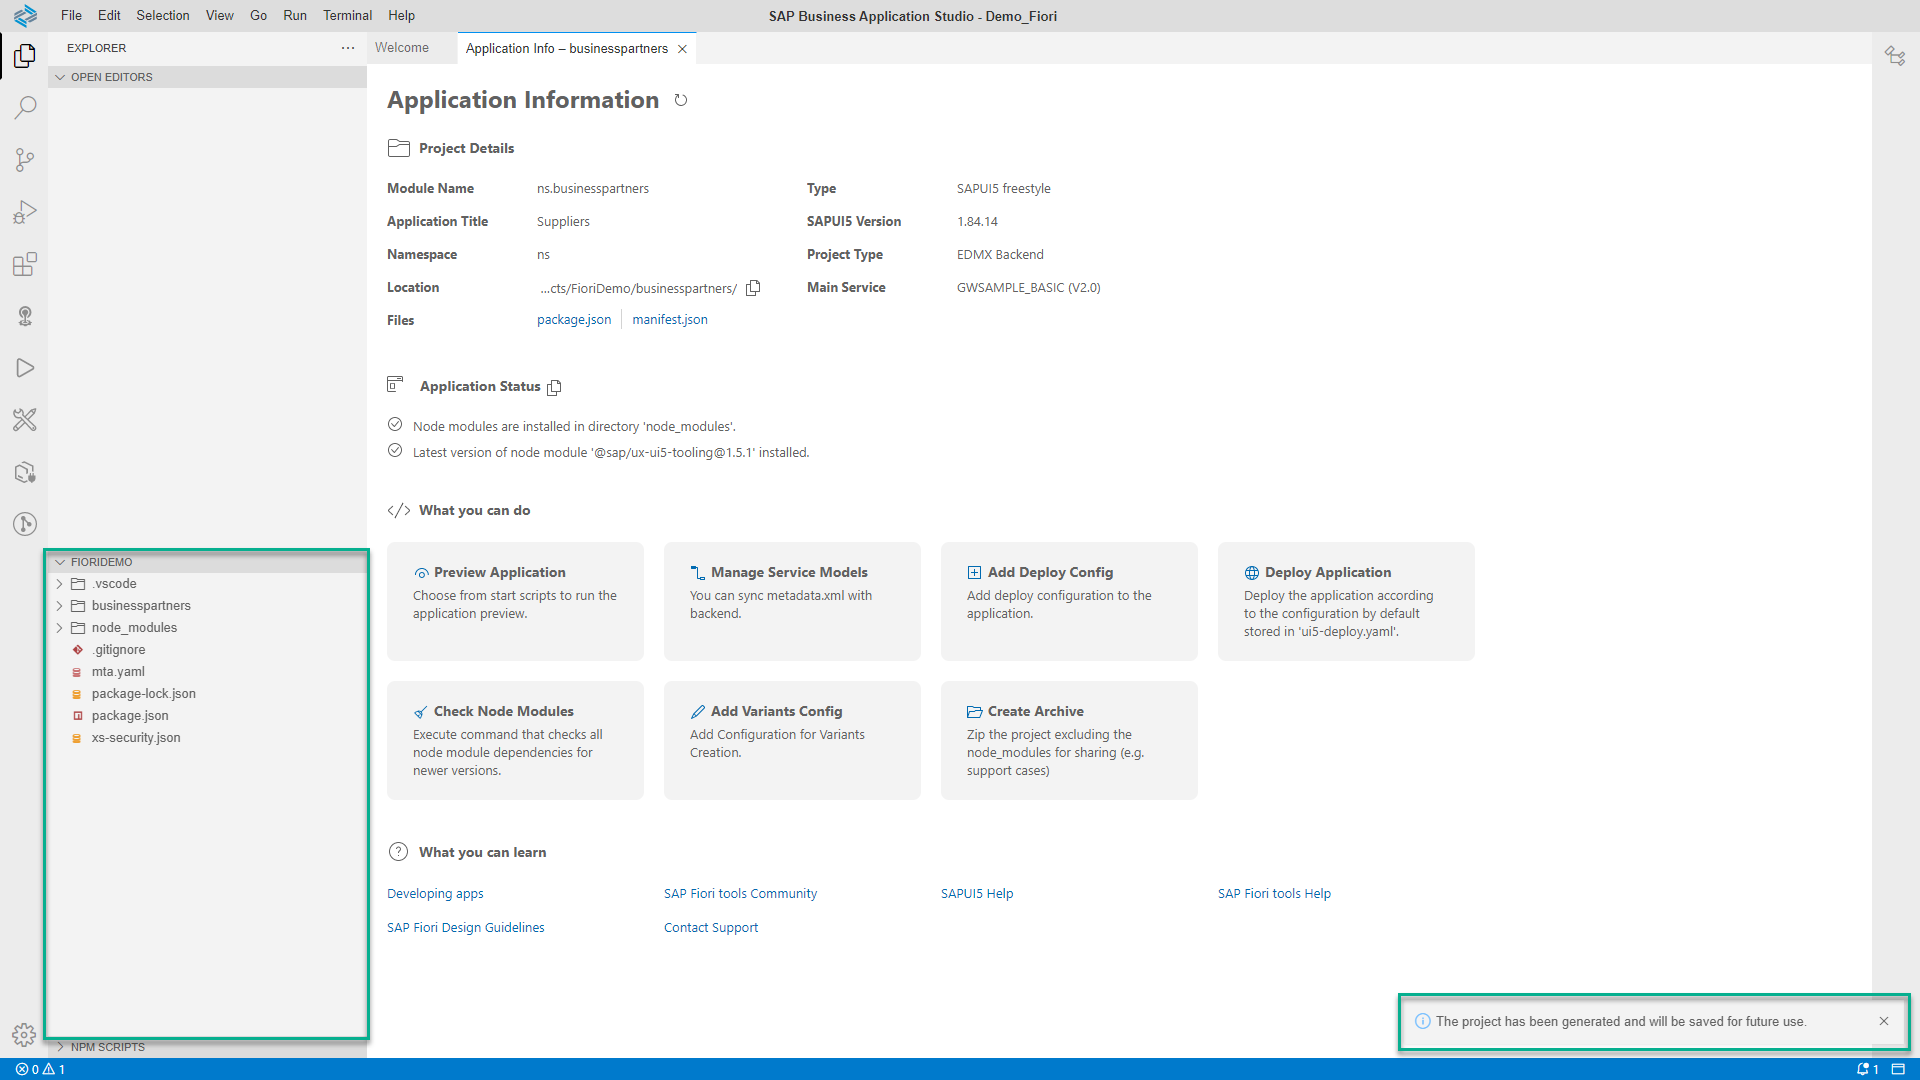 File Edit Selection View Go Run Terminal Help
SAP Business Application Studio - Demo_Fiori
EXPLORER
OPEN EDITORS
Welcome
Application Info – businesspartners
Application Information
Project Details
Module Name ns.businesspartners Type SAPUI5 freestyle
Application Title Suppliers SAPUI5 Version 1.84.14
Namespace ns Project Type EDMX Backend
Location ...cts/FioriDemo/businesspartners/ Main Service GWSAMPLE_BASIC (V2.0)
Files package.json manifest.json
Application Status
Node modules are installed in directory 'node_modules'.
Latest version of node module '@sap/ux-ui5-tooling@1.5.1' installed.
What you can do
Preview Application
Choose from start scripts to run the
application preview.
Manage Service Models
You can sync metadata.xml with
backend.
Add Deploy Config
Add deploy configuration to the
application.
Deploy Application
Deploy the application according
to the configuration by default
stored in 'ui5-deploy.yaml'.
Check Node Modules
Execute command that checks all
node module dependencies for
newer versions.
Add Variants Config
Add Configuration for Variants
Creation.
Create Archive
Zip the project excluding the
node_modules for sharing (e.g.
support cases)
What you can learn
Developing apps SAP Fiori tools Community SAPUI5 Help SAP Fiori tools Help
SAP Fiori Design Guidelines Contact Support
FIORIDEMO
.vscode
businesspartners
node_modules
.gitignore
mta.yaml
package-lock.json
package.json
xs-security.json
NPM SCRIPTS
The project has been generated and will be saved for future use.
0 1
1